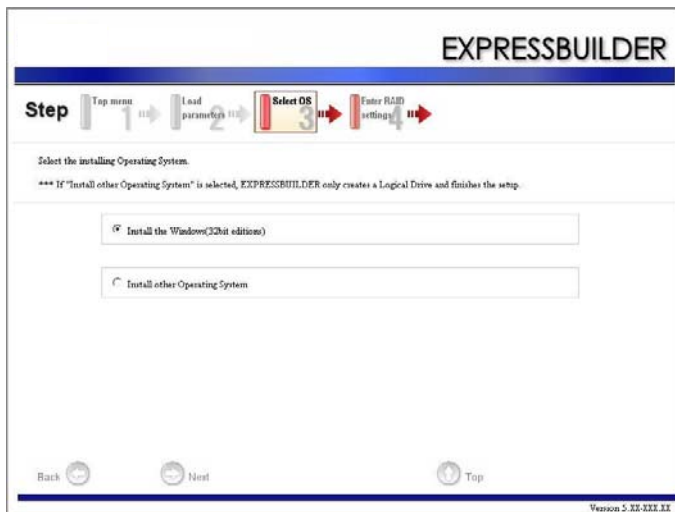 EXPRESSBUILDER
Step
Top menu 1
Load parameters 2
Select OS 3
Enter RAID settings 4
Select the installing Operating System.
*** If "Install other Operating System" is selected, EXPRESSBUILDER only creates a Logical Drive and finishes the setup.
Install the Windows(32bit editions)
Install other Operating System
Back
Next
Top
Version 5.XX-XXX.XX